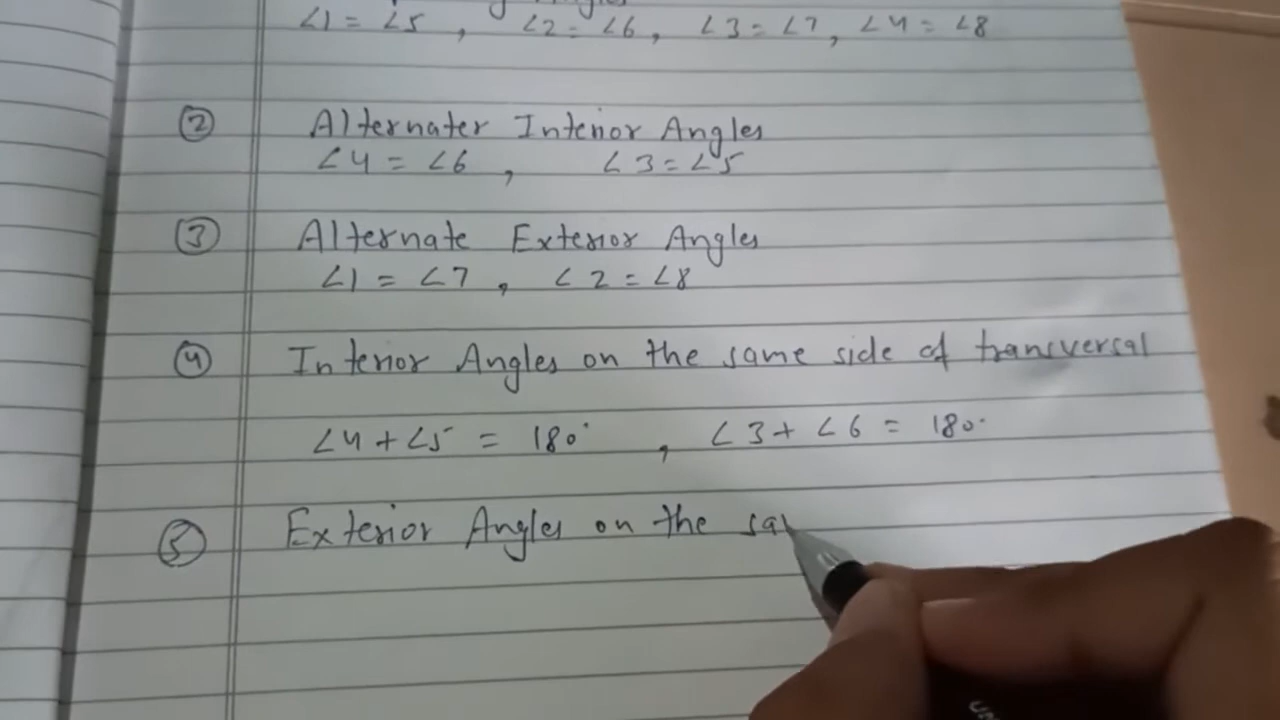 ∠1 = ∠5 , ∠2 = ∠6 , ∠3 = ∠7 , ∠4 = ∠8
② Alternater Interior Angles
∠4 = ∠6 , ∠3 = ∠5
③ Alternate Exterior Angles
∠1 = ∠7 , ∠2 = ∠8
④ Interior Angles on the same side of transversal
∠4 + ∠5 = 180° , ∠3 + ∠6 = 180°
⑤ Exterior Angles on the sa